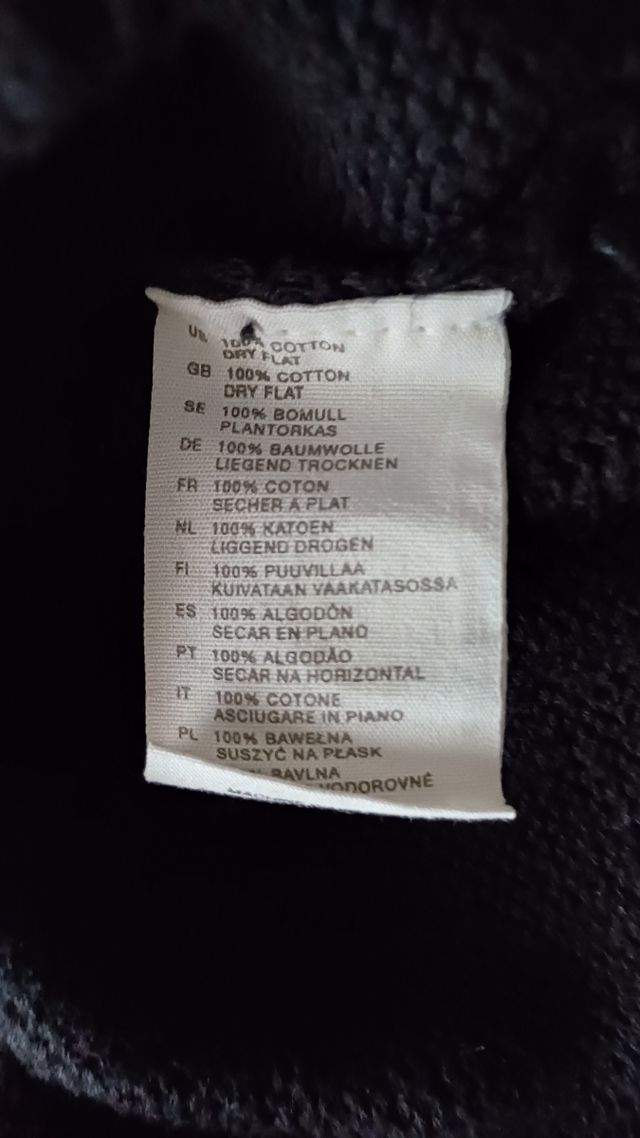 US 100% COTTON
DRY FLAT
GB 100% COTTON
DRY FLAT
SE 100% BOMULL
PLANTORKAS
DE 100% BAUMWOLLE
LIEGEND TROCKNEN
FR 100% COTON
SECHER A PLAT
NL 100% KATOEN
LIGGEND DROGEN
FI 100% PUUVILLAA
KUIVATAAN VAAKATASOSSA
ES 100% ALGODÓN
SECAR EN PLANO
PT 100% ALGODÃO
SECAR NA HORIZONTAL
IT 100% COTONE
ASCIUGARE IN PIANO
PL 100% BAWEŁNA
SUSZYĆ NA PŁASK
% BAVLNA
VODOROVNĚ